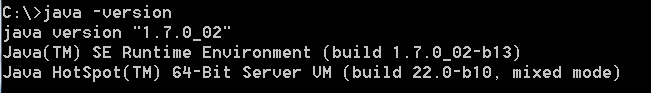 C:\>java -version
java version "1.7.0_02"
Java(TM) SE Runtime Environment (build 1.7.0_02-b13)
Java HotSpot(TM) 64-Bit Server VM (build 22.0-b10, mixed mode)